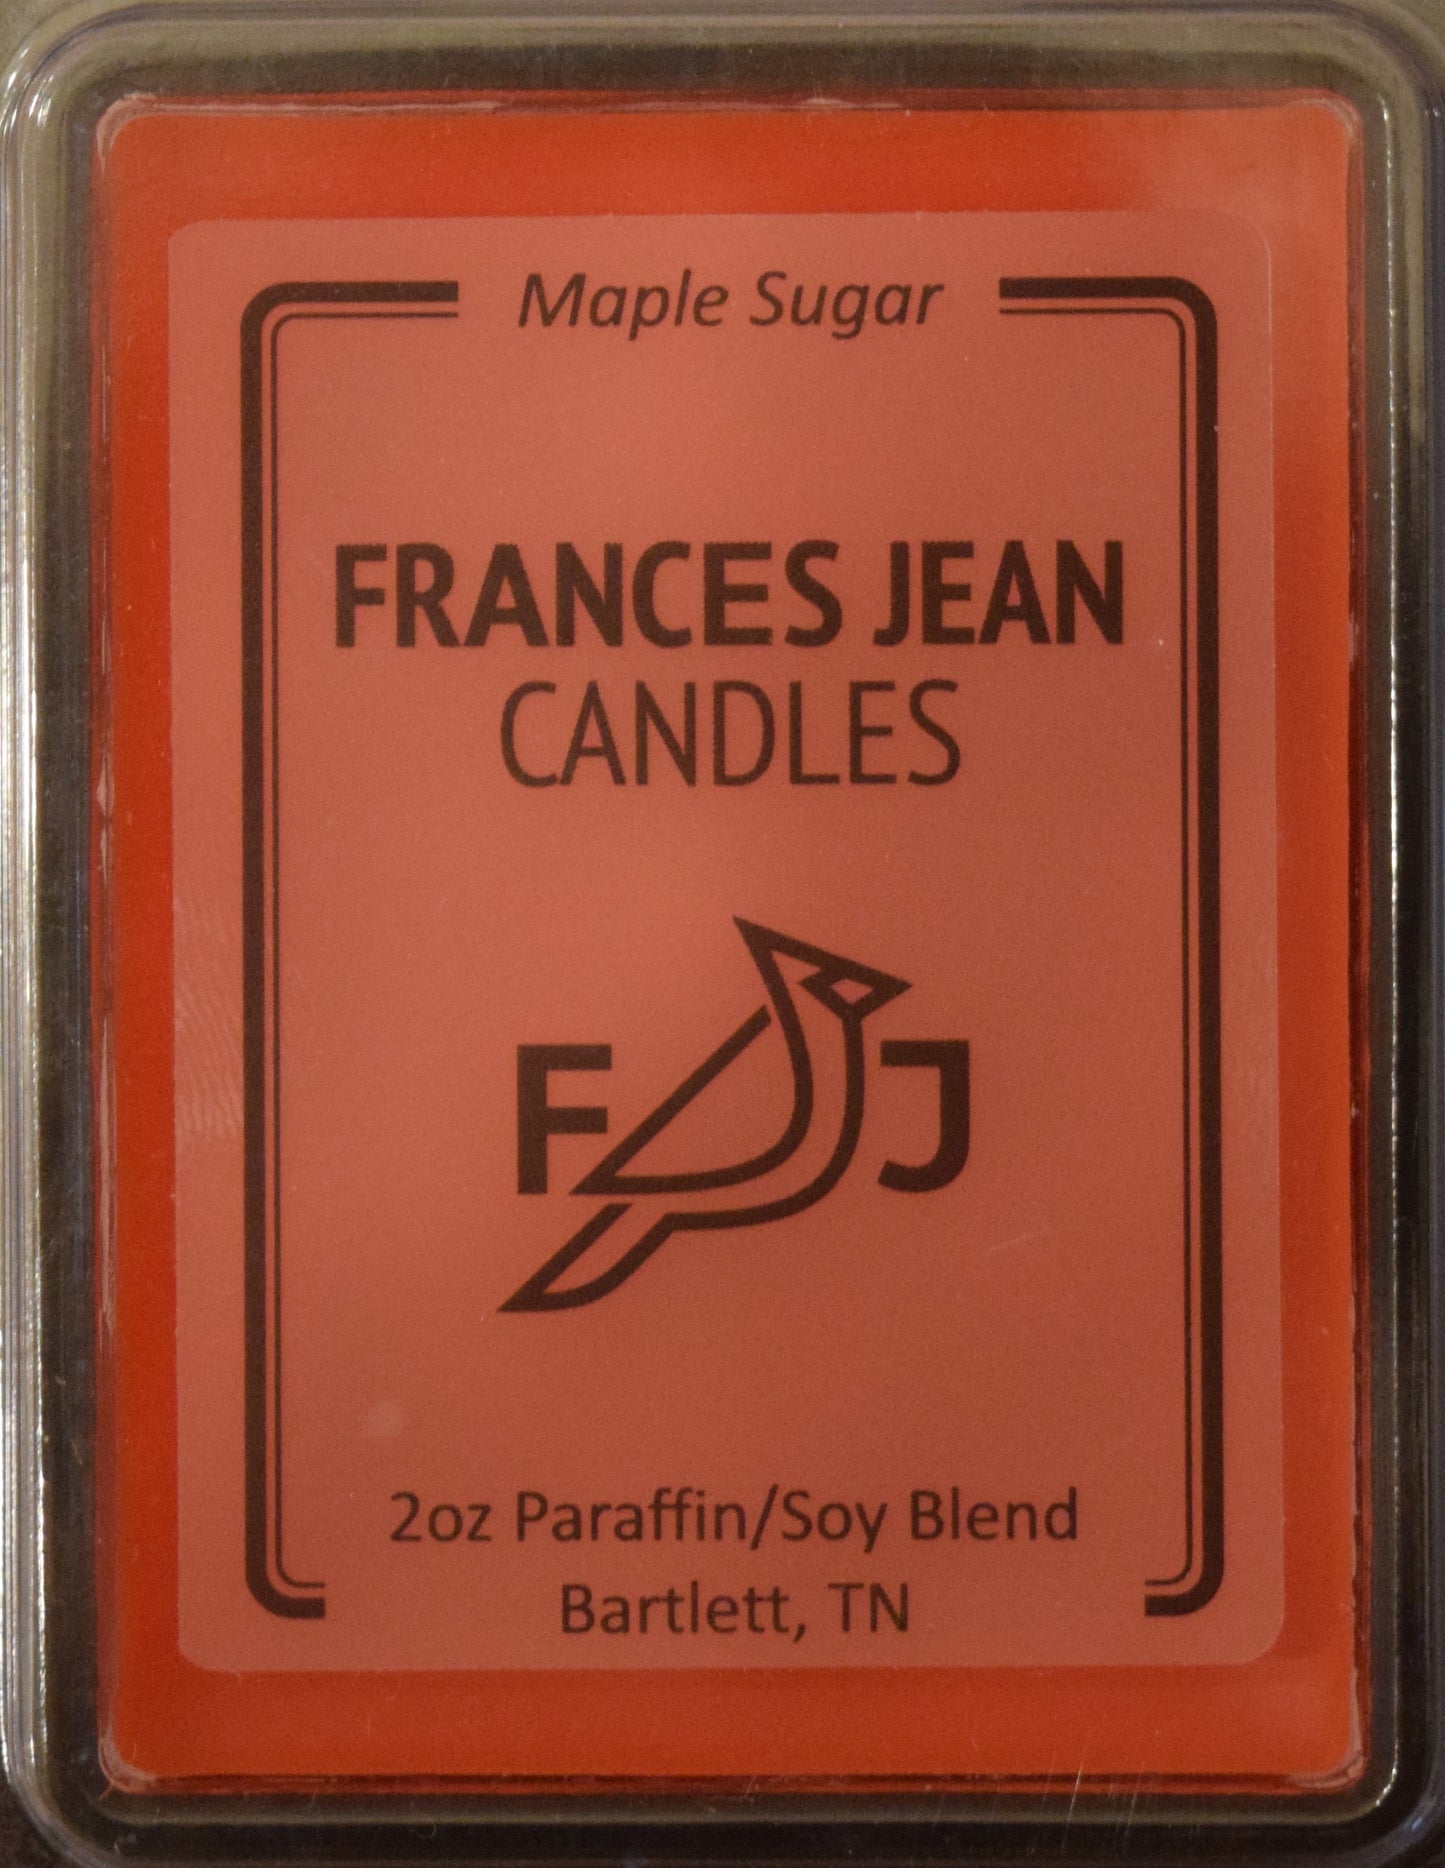 Maple Sugar
FRANCES JEAN
CANDLES
F J
2oz Paraffin/Soy Blend
Bartlett, TN